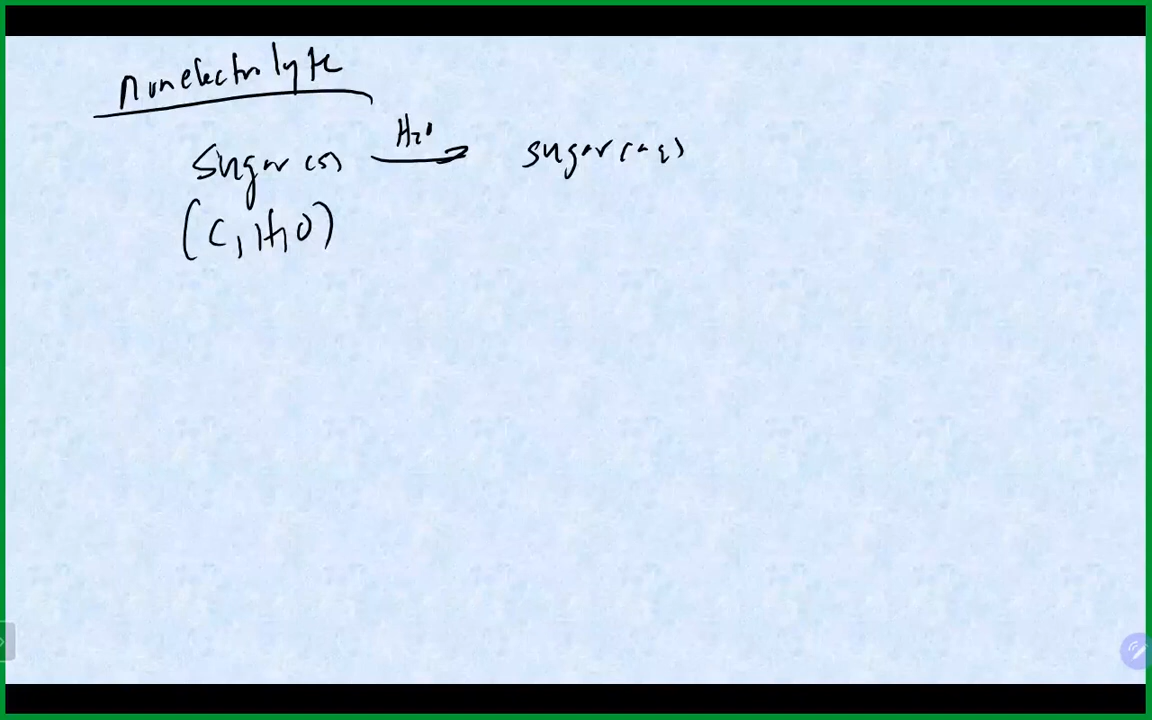 nonelectrolyte
sugar (s) H₂O → sugar (aq)
(C, H, O)